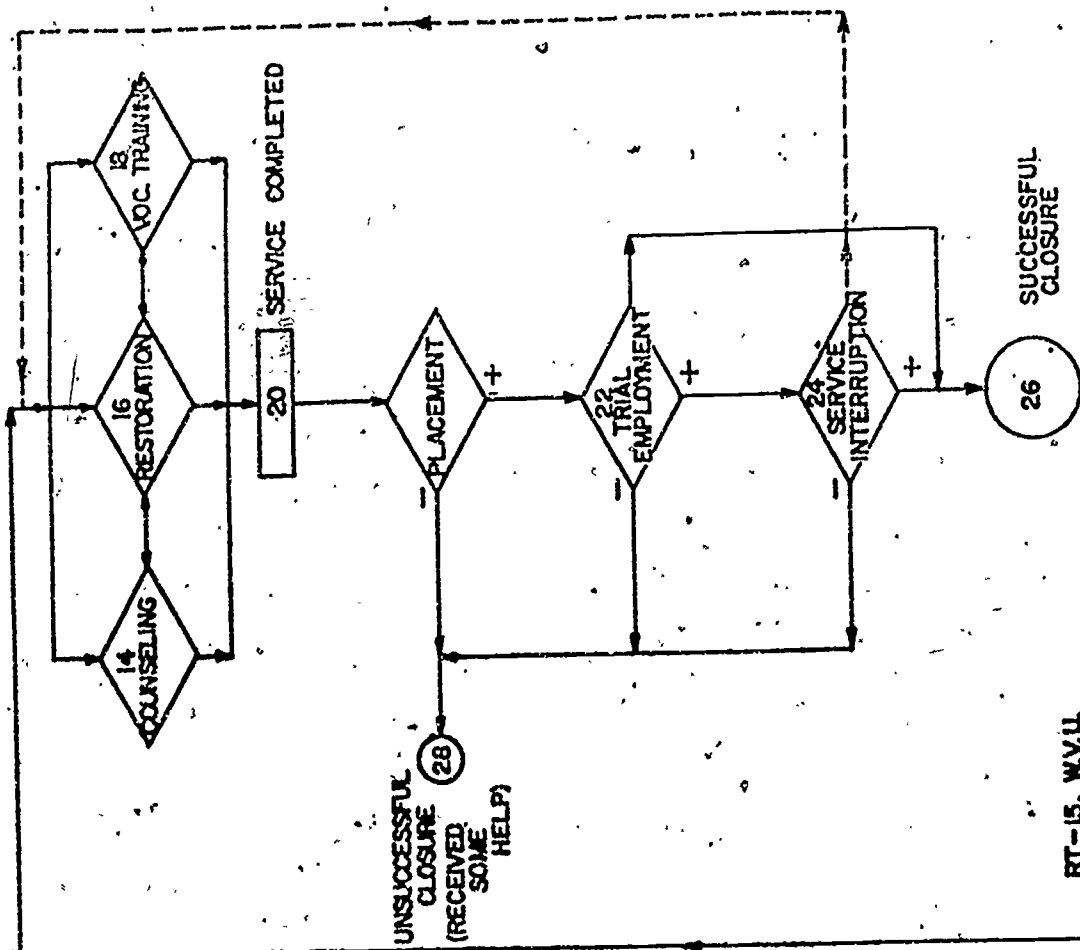 14
COUNSELING
16
RESTORATION
18
VOC. TRAINING
20
SERVICE COMPLETED
PLACEMENT
-
+
UNSUCCESSFUL
CLOSURE
(RECEIVED
SOME
HELP)
28
22
TRIAL
EMPLOYMENT
-
+
24
SERVICE
INTERRUPTION
-
+
26
SUCCESSFUL
CLOSURE
RT-15, W.V.U.